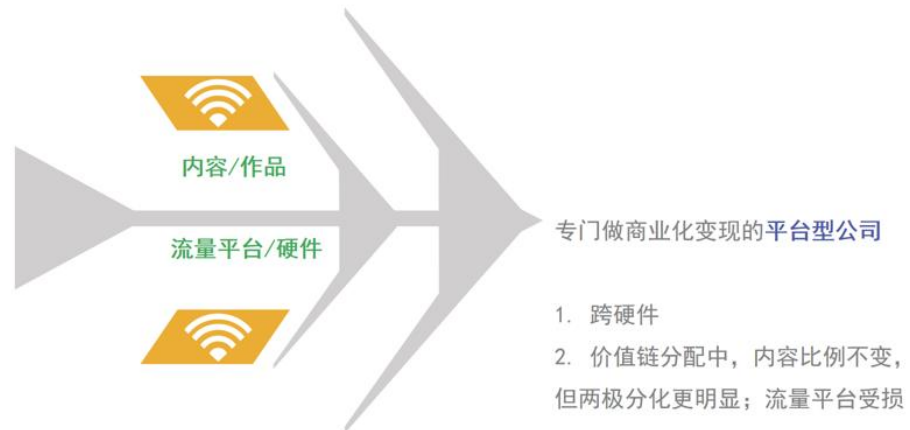 内容/作品
流量平台/硬件
专门做商业化变现的平台型公司
1. 跨硬件
2. 价值链分配中，内容比例不变，
但两极分化更明显；流量平台受损